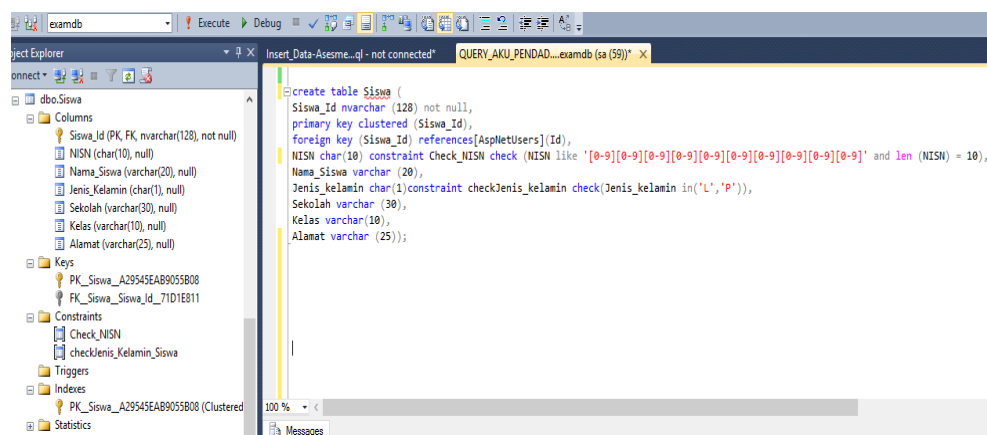 examdb Execute Debug
ject Explorer
onnect
dbo.Siswa
Columns
Siswa_Id (PK, FK, nvarchar(128), not null)
NISN (char(10), null)
Nama_Siswa (varchar(20), null)
Jenis_Kelamin (char(1), null)
Sekolah (varchar(30), null)
Kelas (varchar(10), null)
Alamat (varchar(25), null)
Keys
PK__Siswa__A29545EAB9055B08
FK__Siswa__Siswa_Id__71D1E811
Constraints
Check_NISN
checkJenis_Kelamin_Siswa
Triggers
Indexes
PK__Siswa__A29545EAB9055B08 (Clustered
Statistics
Insert_Data-Asesme...ql - not connected* QUERY_AKU_PENDAD....examdb (sa (59))* X
create table Siswa (
Siswa_Id nvarchar (128) not null,
primary key clustered (Siswa_Id),
foreign key (Siswa_Id) references[AspNetUsers](Id),
NISN char(10) constraint Check_NISN check (NISN like '[0-9][0-9][0-9][0-9][0-9][0-9][0-9][0-9][0-9][0-9]' and len (NISN) = 10),
Nama_Siswa varchar (20),
Jenis_kelamin char(1)constraint checkJenis_kelamin check(Jenis_kelamin in('L','P')),
Sekolah varchar (30),
Kelas varchar(10),
Alamat varchar (25));
100 %
Messages